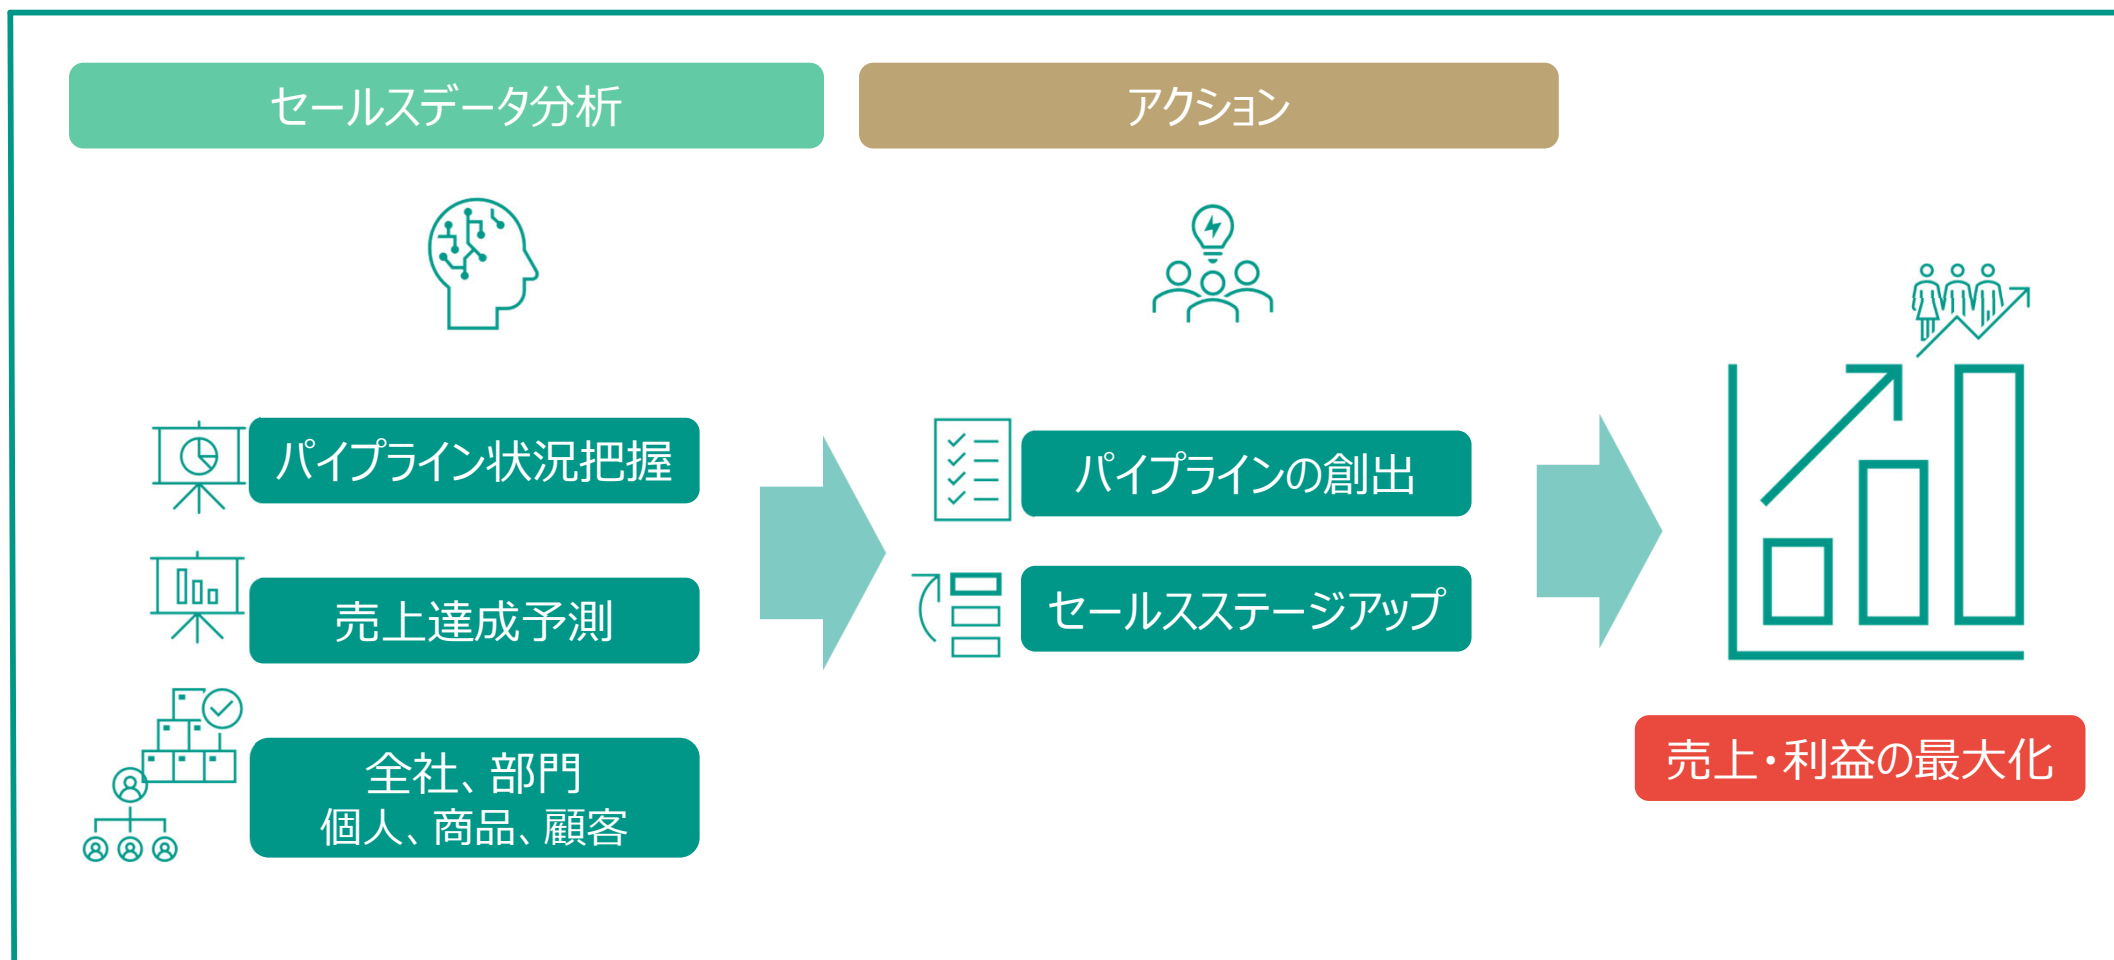 セールスデータ分析
アクション
パイプライン状況把握
売上達成予測
全社、部門
個人、商品、顧客
パイプラインの創出
セールスステージアップ
売上・利益の最大化